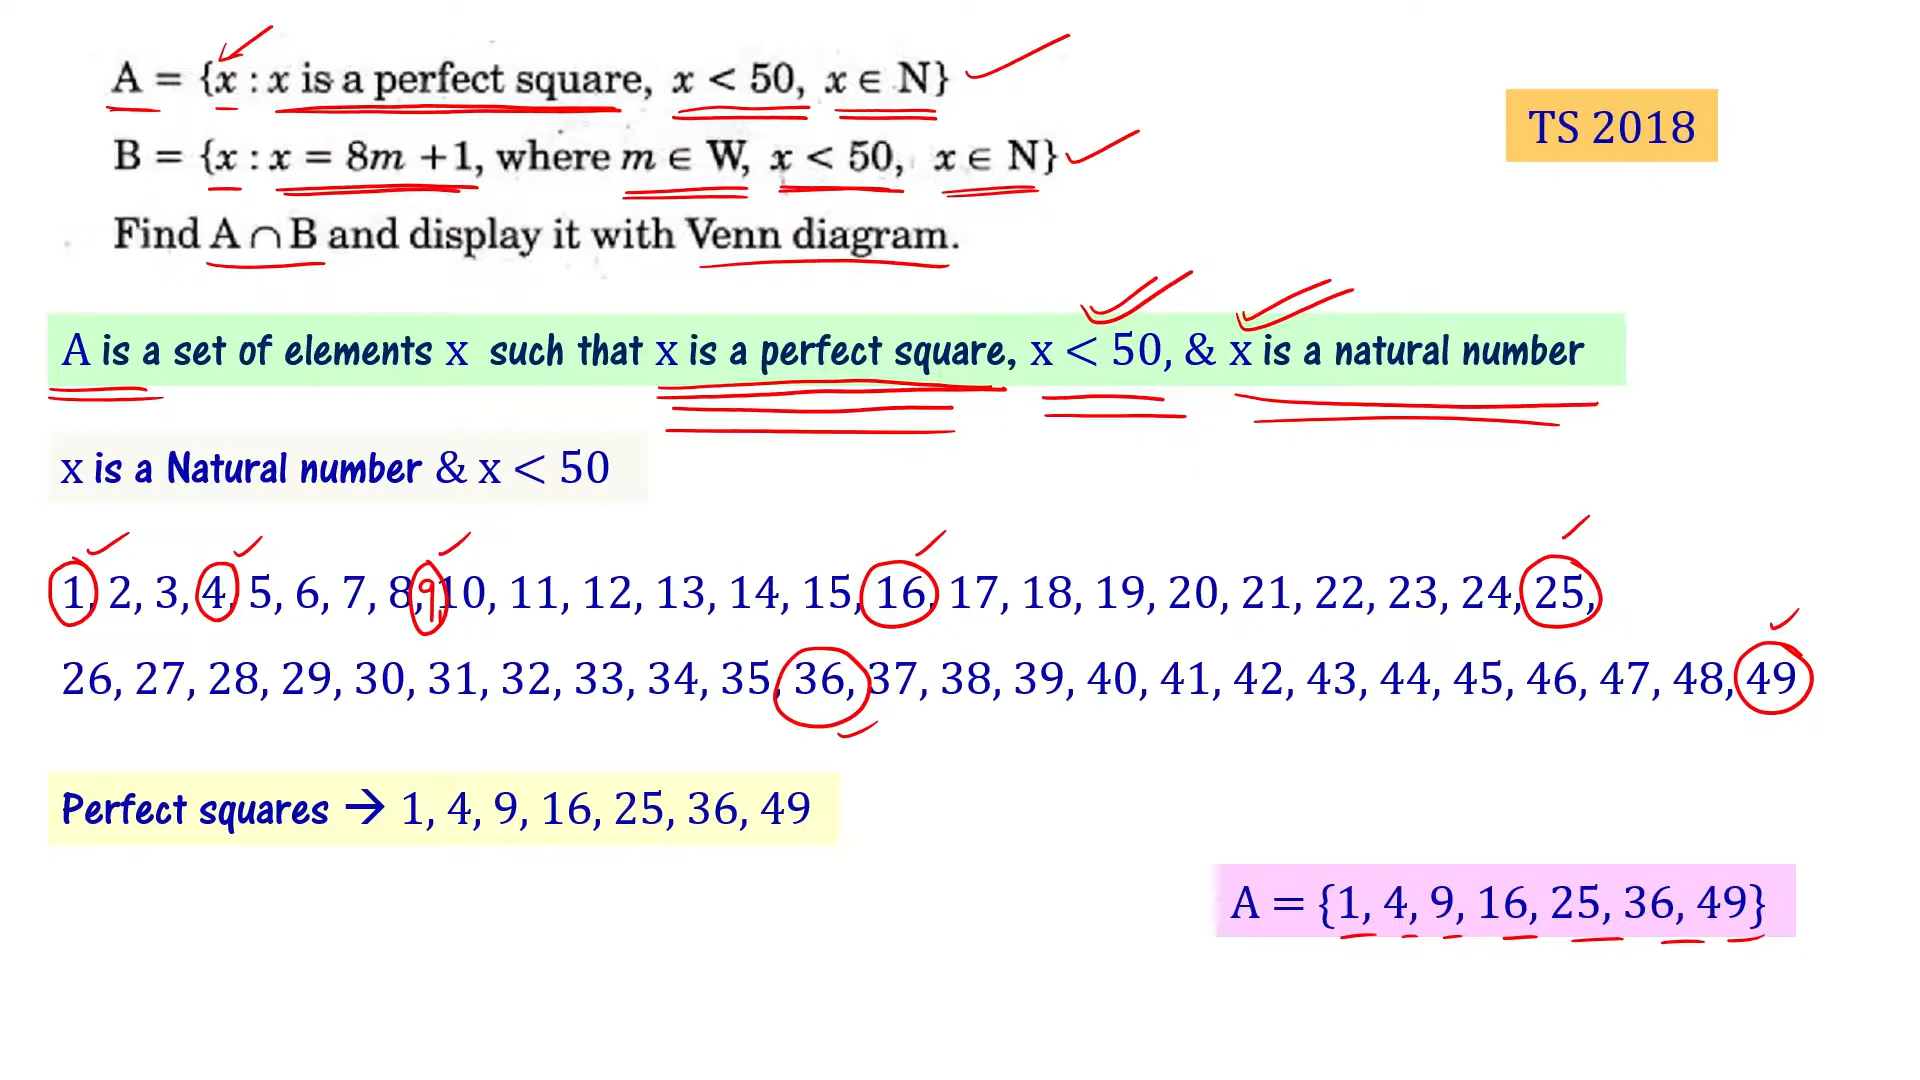 A = {x : x is a perfect square, x < 50, x ∈ N}
TS 2018
B = {x : x = 8m + 1, where m ∈ W, x < 50, x ∈ N}
Find A ∩ B and display it with Venn diagram.
A is a set of elements x such that x is a perfect square, x < 50, & x is a natural number
x is a Natural number & x < 50
1, 2, 3, 4, 5, 6, 7, 8, 9, 10, 11, 12, 13, 14, 15, 16, 17, 18, 19, 20, 21, 22, 23, 24, 25,
26, 27, 28, 29, 30, 31, 32, 33, 34, 35, 36, 37, 38, 39, 40, 41, 42, 43, 44, 45, 46, 47, 48, 49
Perfect squares → 1, 4, 9, 16, 25, 36, 49
A = {1, 4, 9, 16, 25, 36, 49}